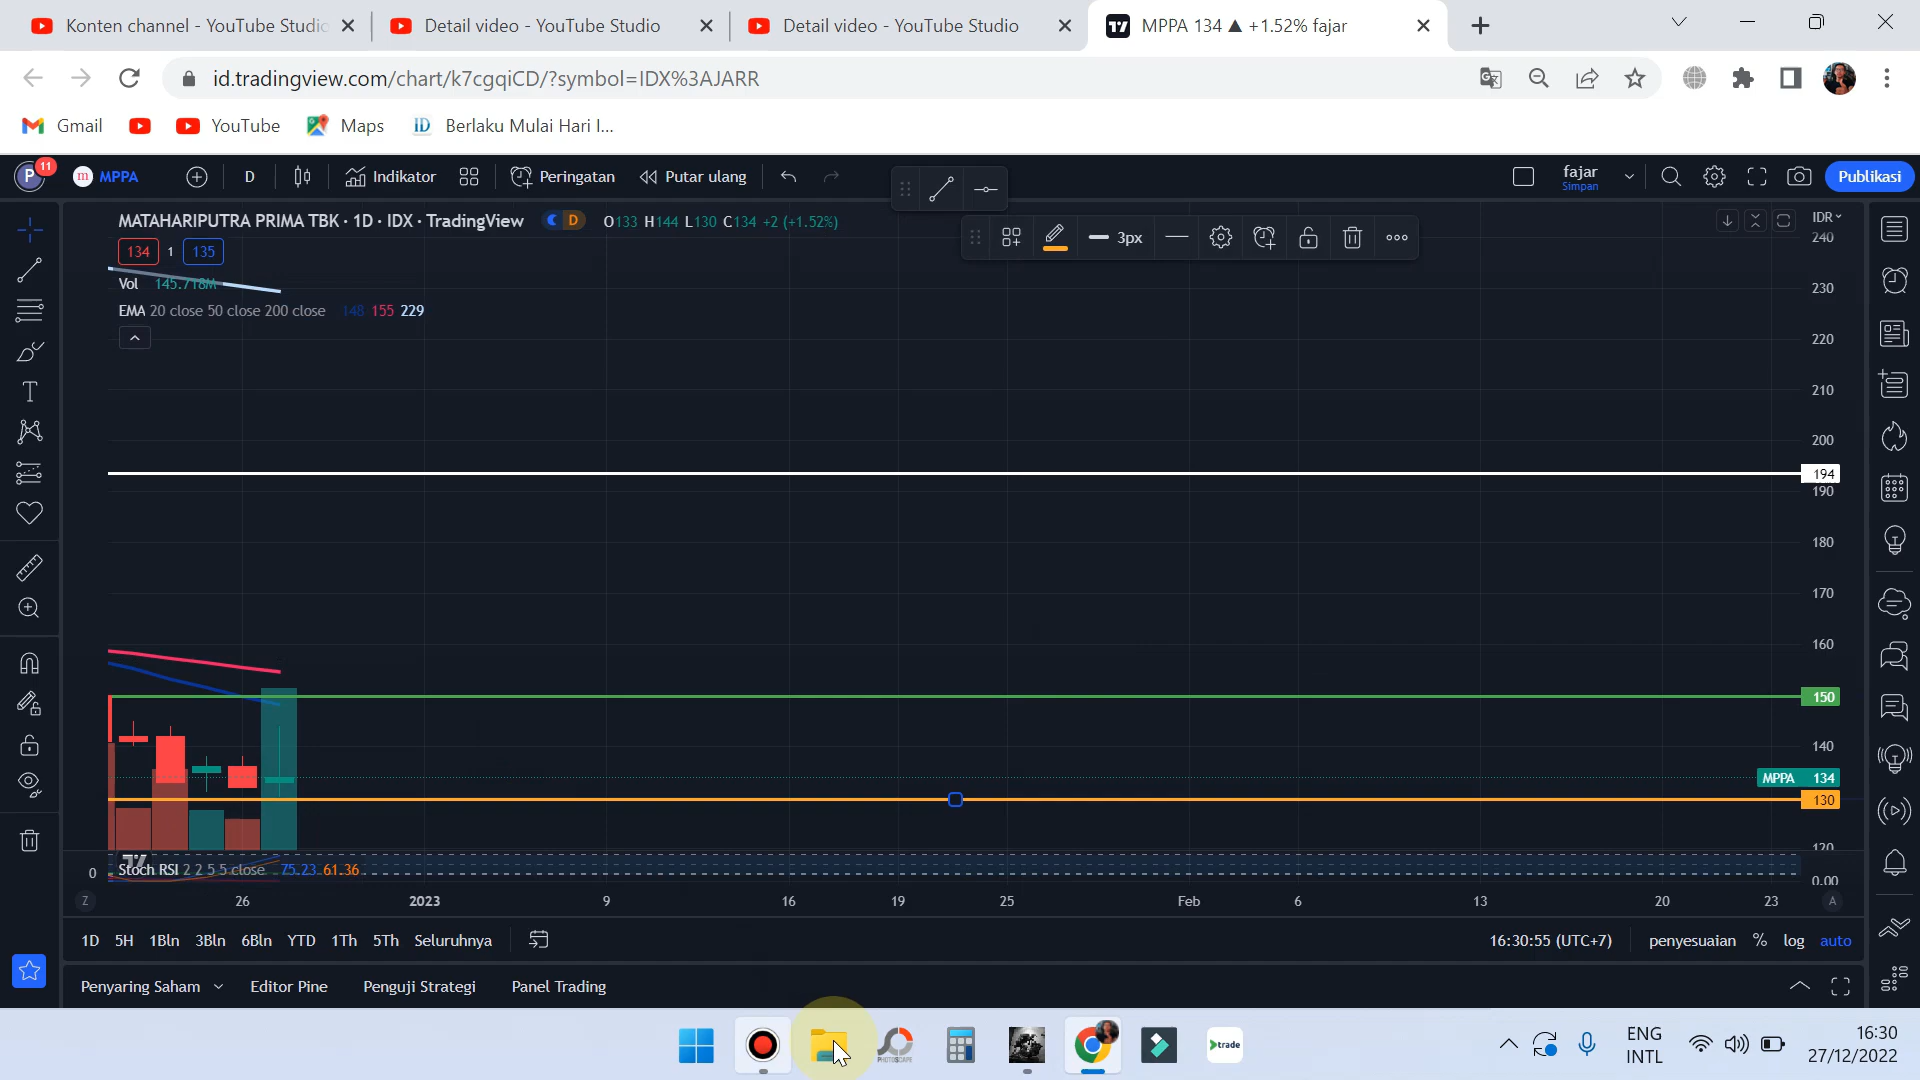 Konten channel - YouTube Studio
Detail video - YouTube Studio
Detail video - YouTube Studio
MPPA 134 ▲ +1.52% fajar
id.tradingview.com/chart/k7cgqiCD/?symbol=IDX%3AJARR
Gmail
YouTube
Maps
ID Berlaku Mulai Hari I...
P 11
m MPPA
D
Indikator
Peringatan
Putar ulang
fajar
Simpan
Publikasi
MATAHARIPUTRA PRIMA TBK · 1D · IDX · TradingView
D
O133 H144 L130 C134 +2 (+1.52%)
IDR
134 1 135
3px
Vol 145.718M
EMA 20 close 50 close 200 close 148 155 229
240
230
220
210
200
194
190
180
170
160
150
140
MPPA 134
130
120
Stoch RSI 2 2 5 5 close 75.23 61.36
0
0.00
Z
26 2023 9 16 19 25 Feb 6 13 20 23
A
1D 5H 1Bln 3Bln 6Bln YTD 1Th 5Th Seluruhnya
16:30:55 (UTC+7) penyesuaian % log auto
Penyaring Saham Editor Pine Penguji Strategi Panel Trading
PHOTOSCAPE
trade
ENG
INTL
16:30
27/12/2022